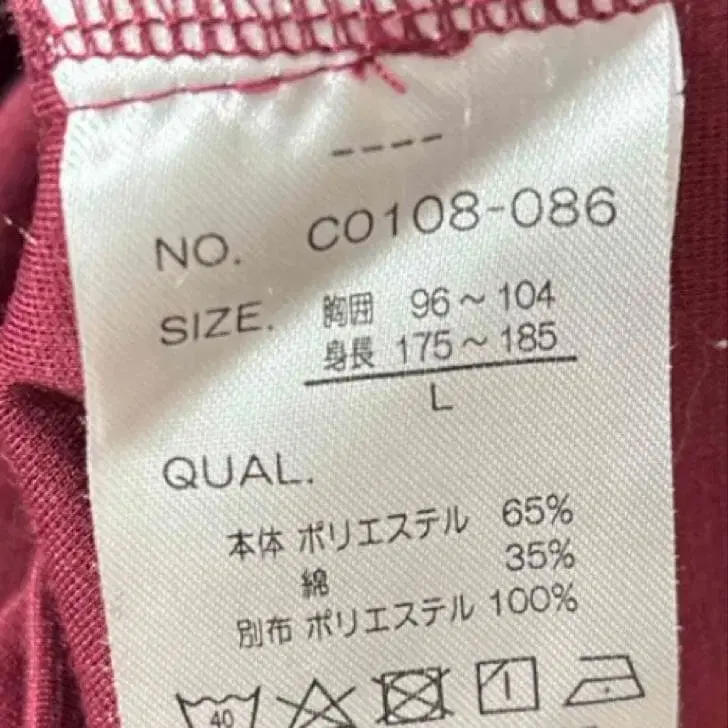 ----
NO. C0108-086
SIZE. 胸囲 96～104
身長 175～185
L
QUAL.
本体 ポリエステル 65%
綿 35%
別布 ポリエステル 100%
40